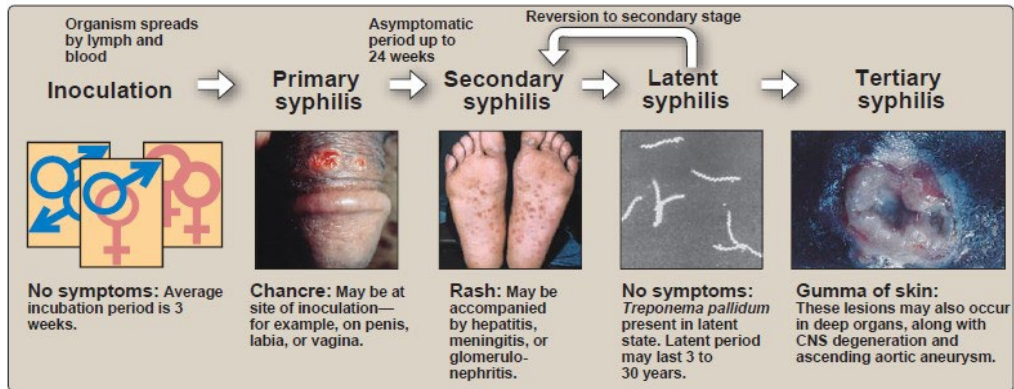 Organism spreads
by lymph and
blood
Asymptomatic
period up to
24 weeks
Reversion to secondary stage
Inoculation
Primary
syphilis
Secondary
syphilis
Latent
syphilis
Tertiary
syphilis
No symptoms: Average
incubation period is 3
weeks.
Chancre: May be at
site of inoculation—
for example, on penis,
labia, or vagina.
Rash: May be
accompanied
by hepatitis,
meningitis, or
glomerulo-
nephritis.
No symptoms:
Treponema pallidum
present in latent
state. Latent period
may last 3 to
30 years.
Gumma of skin:
These lesions may also occur
in deep organs, along with
CNS degeneration and
ascending aortic aneurysm.